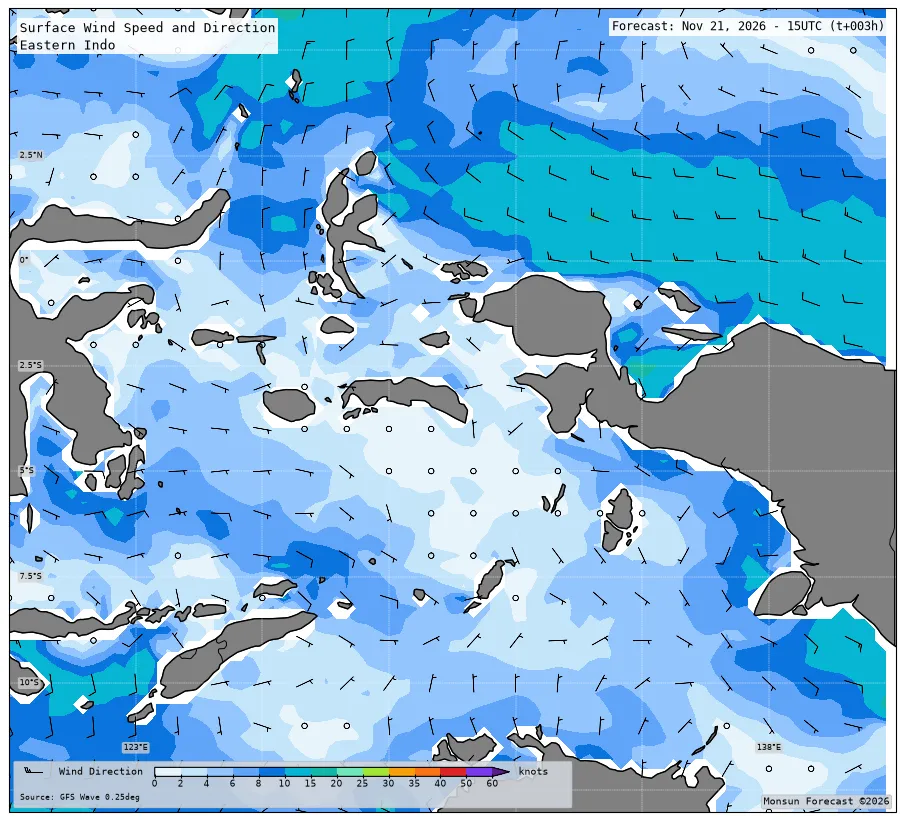 Surface Wind Speed and Direction
Eastern Indo
Forecast: Nov 21, 2026 - 15UTC (t+003h)
2.5°N
0°
2.5°S
5°S
7.5°S
10°S
123°E
138°E
Wind Direction
knots
0 2 4 6 8 10 15 20 25 30 35 40 50 60
Source: GFS Wave 0.25deg
Monsun Forecast ©2026